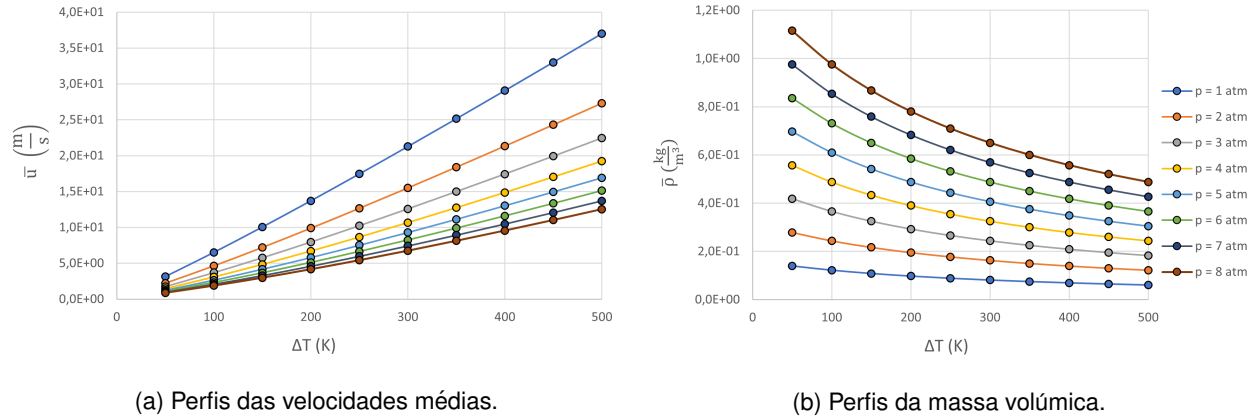 4,0E+01
3,5E+01
3,0E+01
2,5E+01
2,0E+01
1,5E+01
1,0E+01
5,0E+00
0,0E+00
u̅ (m/s)
0 100 200 300 400 500
ΔT (K)
(a) Perfis das velocidades médias.
1,2E+00
1,0E+00
8,0E-01
6,0E-01
4,0E-01
2,0E-01
0,0E+00
ρ̅ (kg/m³)
0 100 200 300 400 500
ΔT (K)
p = 1 atm
p = 2 atm
p = 3 atm
p = 4 atm
p = 5 atm
p = 6 atm
p = 7 atm
p = 8 atm
(b) Perfis da massa volúmica.